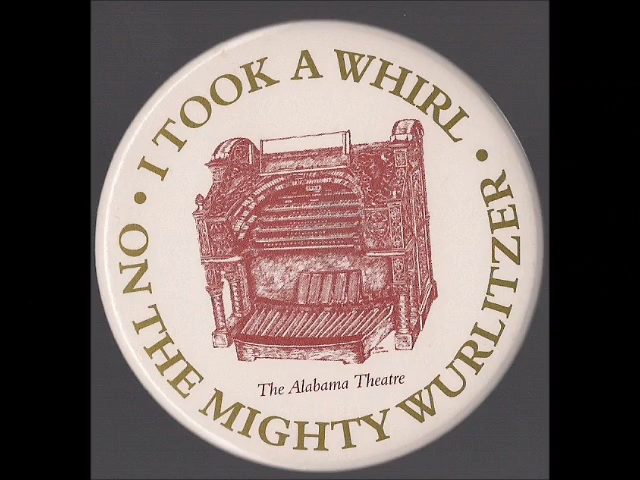 • I TOOK A WHIRL •
ON THE MIGHTY WURLITZER
The Alabama Theatre